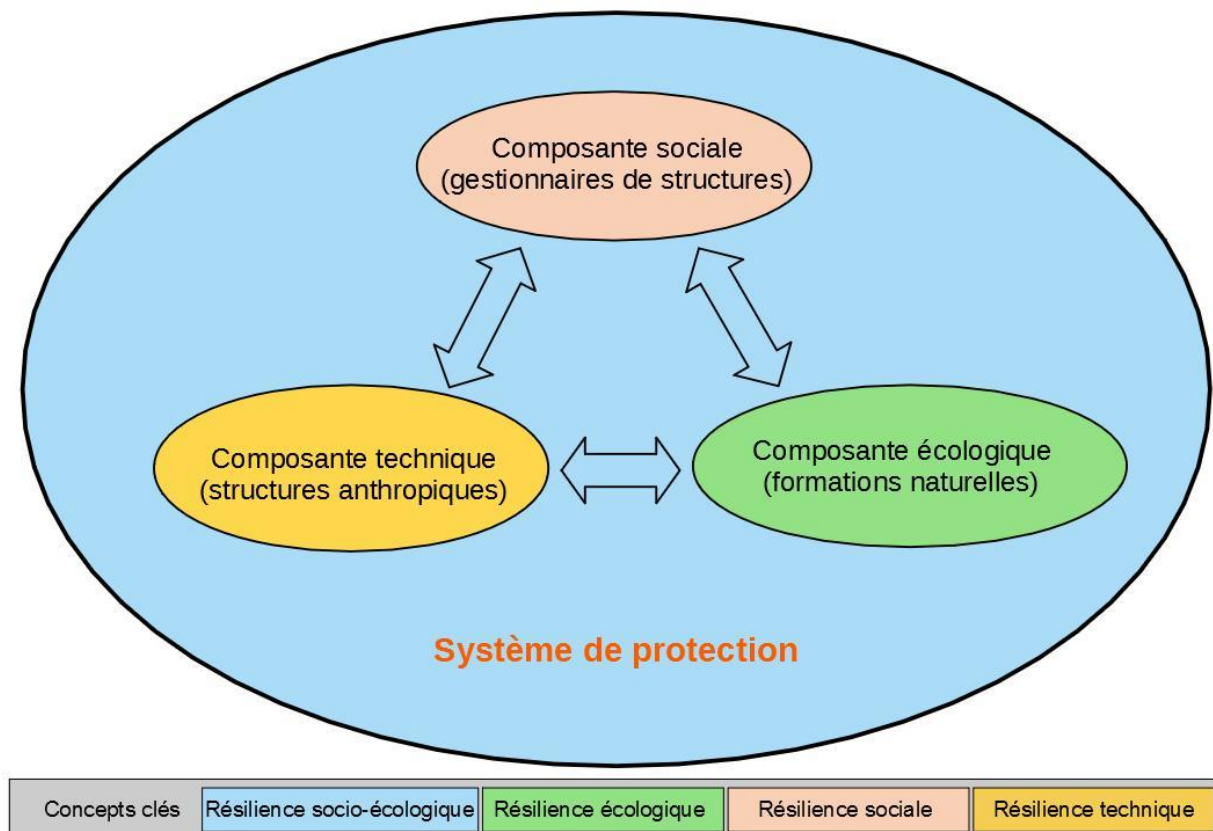 Composante sociale
(gestionnaires de structures)
Composante technique
(structures anthropiques)
Composante écologique
(formations naturelles)
Système de protection
Concepts clés
Résilience socio-écologique
Résilience écologique
Résilience sociale
Résilience technique